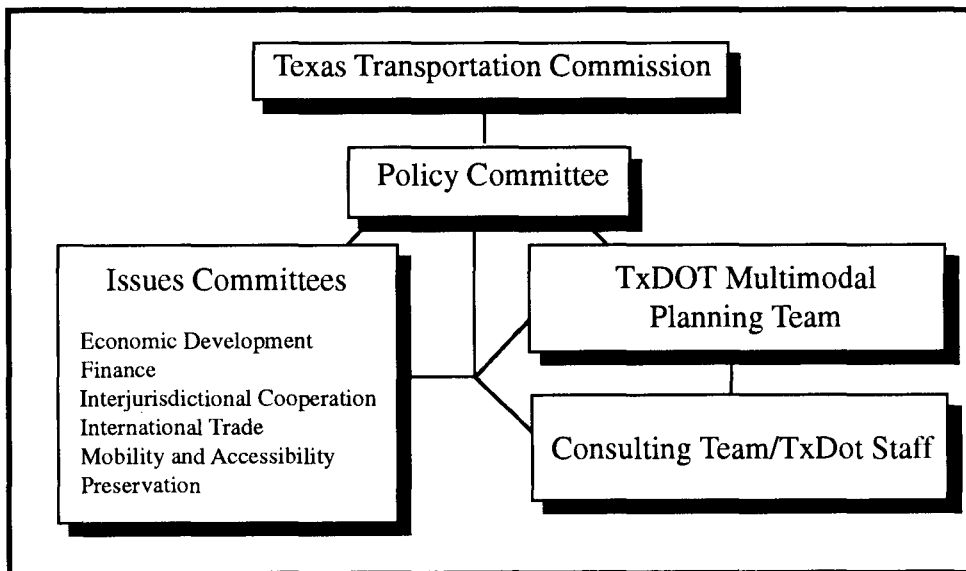 Texas Transportation Commission
Policy Committee
Issues Committees
Economic Development
Finance
Interjurisdictional Cooperation
International Trade
Mobility and Accessibility
Preservation
TxDOT Multimodal
Planning Team
Consulting Team/TxDot Staff